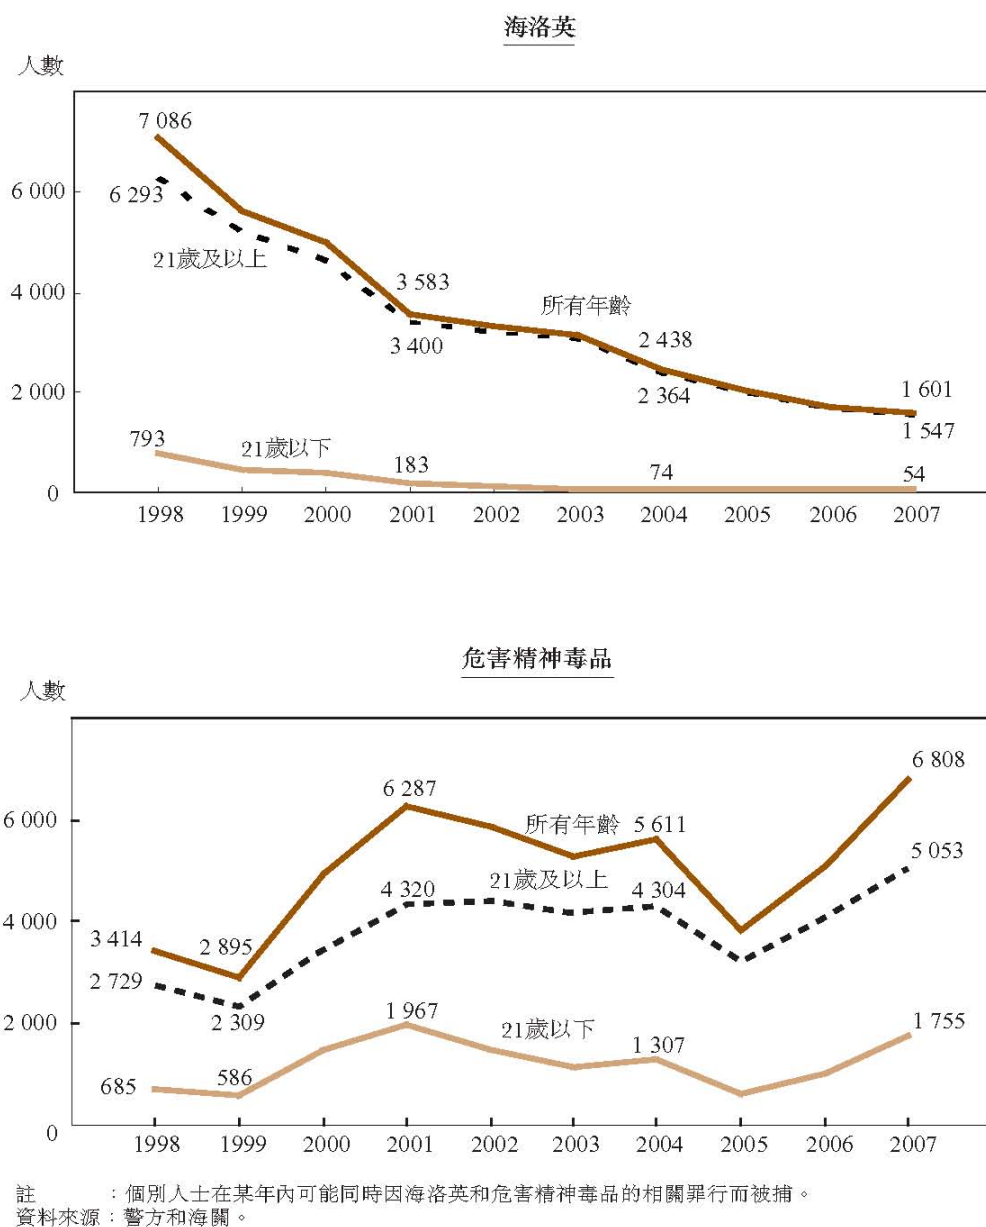 海洛英
人數
7 086
6 000
6 293
21歲及以上
4 000
3 583
所有年齡
3 400
2 438
2 364
2 000
1 601
1 547
793
21歲以下
183
74
54
0
1998 1999 2000 2001 2002 2003 2004 2005 2006 2007
危害精神毒品
人數
6 808
6 287
6 000
所有年齡
5 611
5 053
21歲及以上
4 320
4 304
4 000
3 414
2 895
2 729
2 309
2 000
1 967
21歲以下
1 755
1 307
685
586
0
1998 1999 2000 2001 2002 2003 2004 2005 2006 2007
註 ：個別人士在某年內可能同時因海洛英和危害精神毒品的相關罪行而被捕。
資料來源：警方和海關。